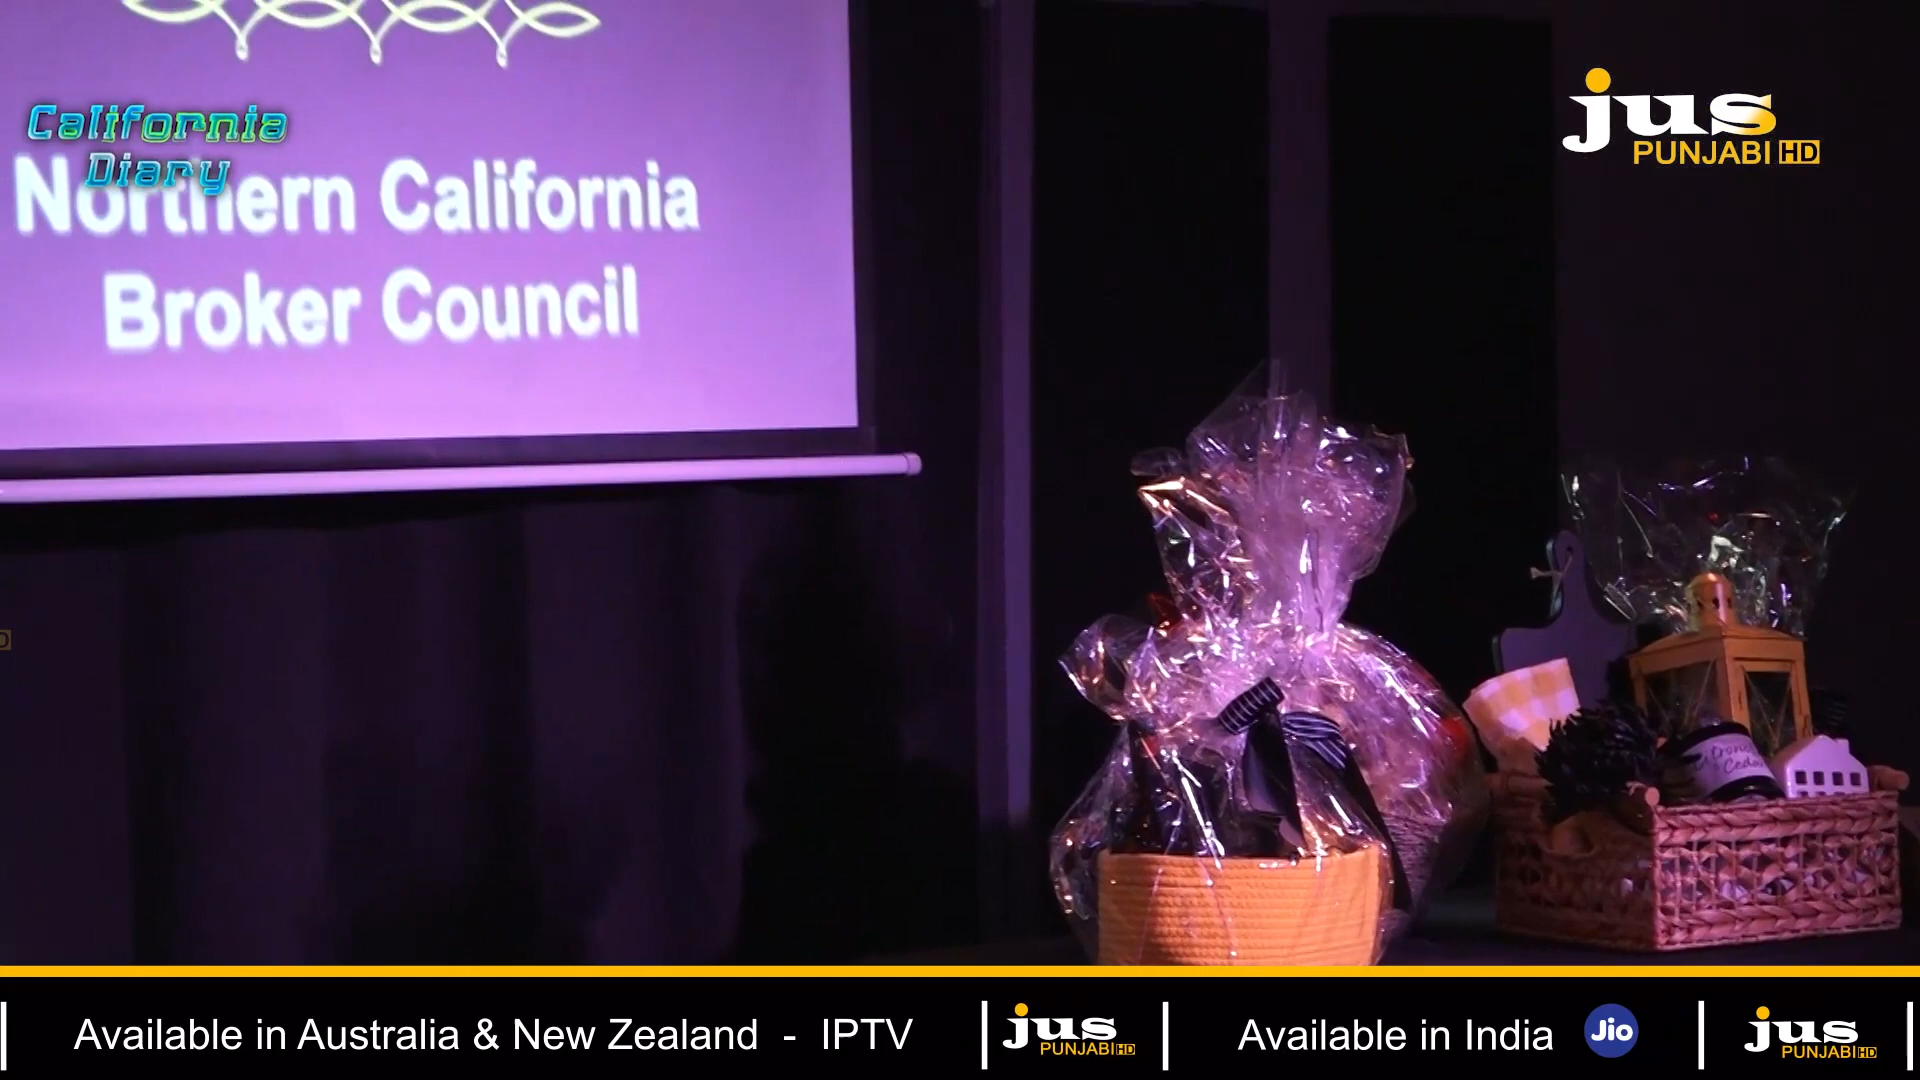 California
Diary
Northern California
Broker Council
jus
PUNJABI HD
Available in Australia & New Zealand - IPTV
jus
PUNJABI HD
Available in India
Jio
jus
PUNJABI HD